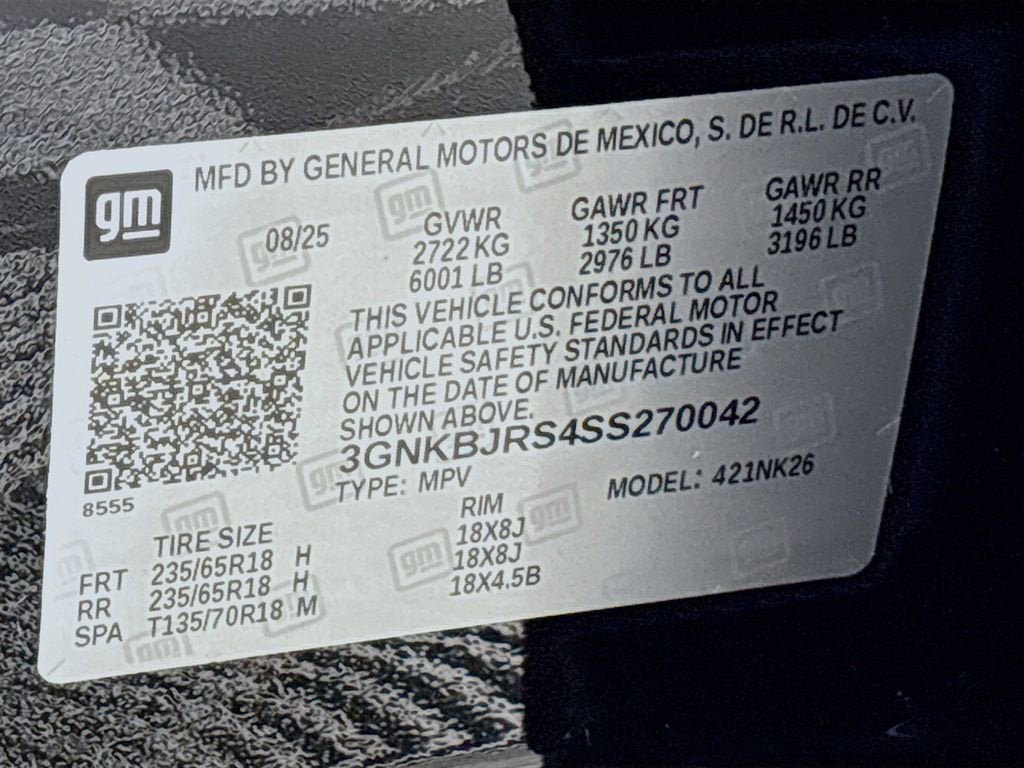 gm
MFD BY GENERAL MOTORS DE MEXICO, S. DE R.L. DE C.V.
08/25
GVWR
2722 KG
6001 LB
GAWR FRT
1350 KG
2976 LB
GAWR RR
1450 KG
3196 LB
THIS VEHICLE CONFORMS TO ALL
APPLICABLE U.S. FEDERAL MOTOR
VEHICLE SAFETY STANDARDS IN EFFECT
ON THE DATE OF MANUFACTURE
SHOWN ABOVE.
3GNKBJRS4SS270042
TYPE: MPV MODEL: 421NK26
8555
TIRE SIZE RIM
FRT 235/65R18 H 18X8J
RR 235/65R18 H 18X8J
SPA T135/70R18 M 18X4.5B